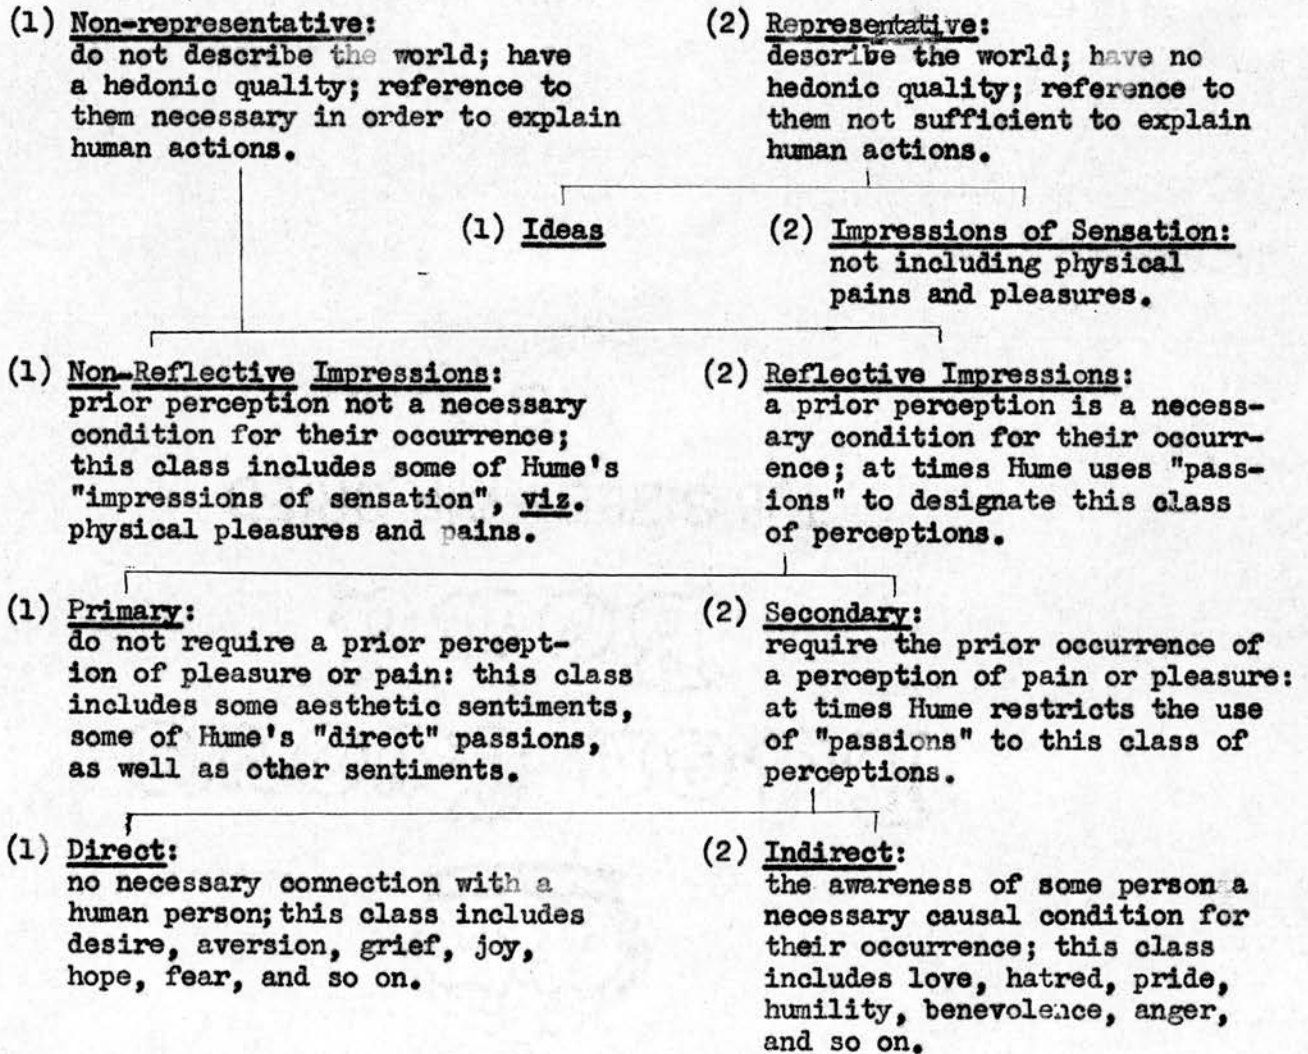 (1) Non-representative:
do not describe the world; have
a hedonic quality; reference to
them necessary in order to explain
human actions.
(2) Representative:
describe the world; have no
hedonic quality; reference to
them not sufficient to explain
human actions.
(1) Ideas
(2) Impressions of Sensation:
not including physical
pains and pleasures.
(1) Non-Reflective Impressions:
prior perception not a necessary
condition for their occurrence;
this class includes some of Hume's
"impressions of sensation", viz.
physical pleasures and pains.
(2) Reflective Impressions:
a prior perception is a necess-
ary condition for their occurr-
ence; at times Hume uses "pass-
ions" to designate this class
of perceptions.
(1) Primary:
do not require a prior percept-
ion of pleasure or pain: this class
includes some aesthetic sentiments,
some of Hume's "direct" passions,
as well as other sentiments.
(2) Secondary:
require the prior occurrence of
a perception of pain or pleasure:
at times Hume restricts the use
of "passions" to this class of
perceptions.
(1) Direct:
no necessary connection with a
human person; this class includes
desire, aversion, grief, joy,
hope, fear, and so on.
(2) Indirect:
the awareness of some person a
necessary causal condition for
their occurrence; this class
includes love, hatred, pride,
humility, benevolence, anger,
and so on.